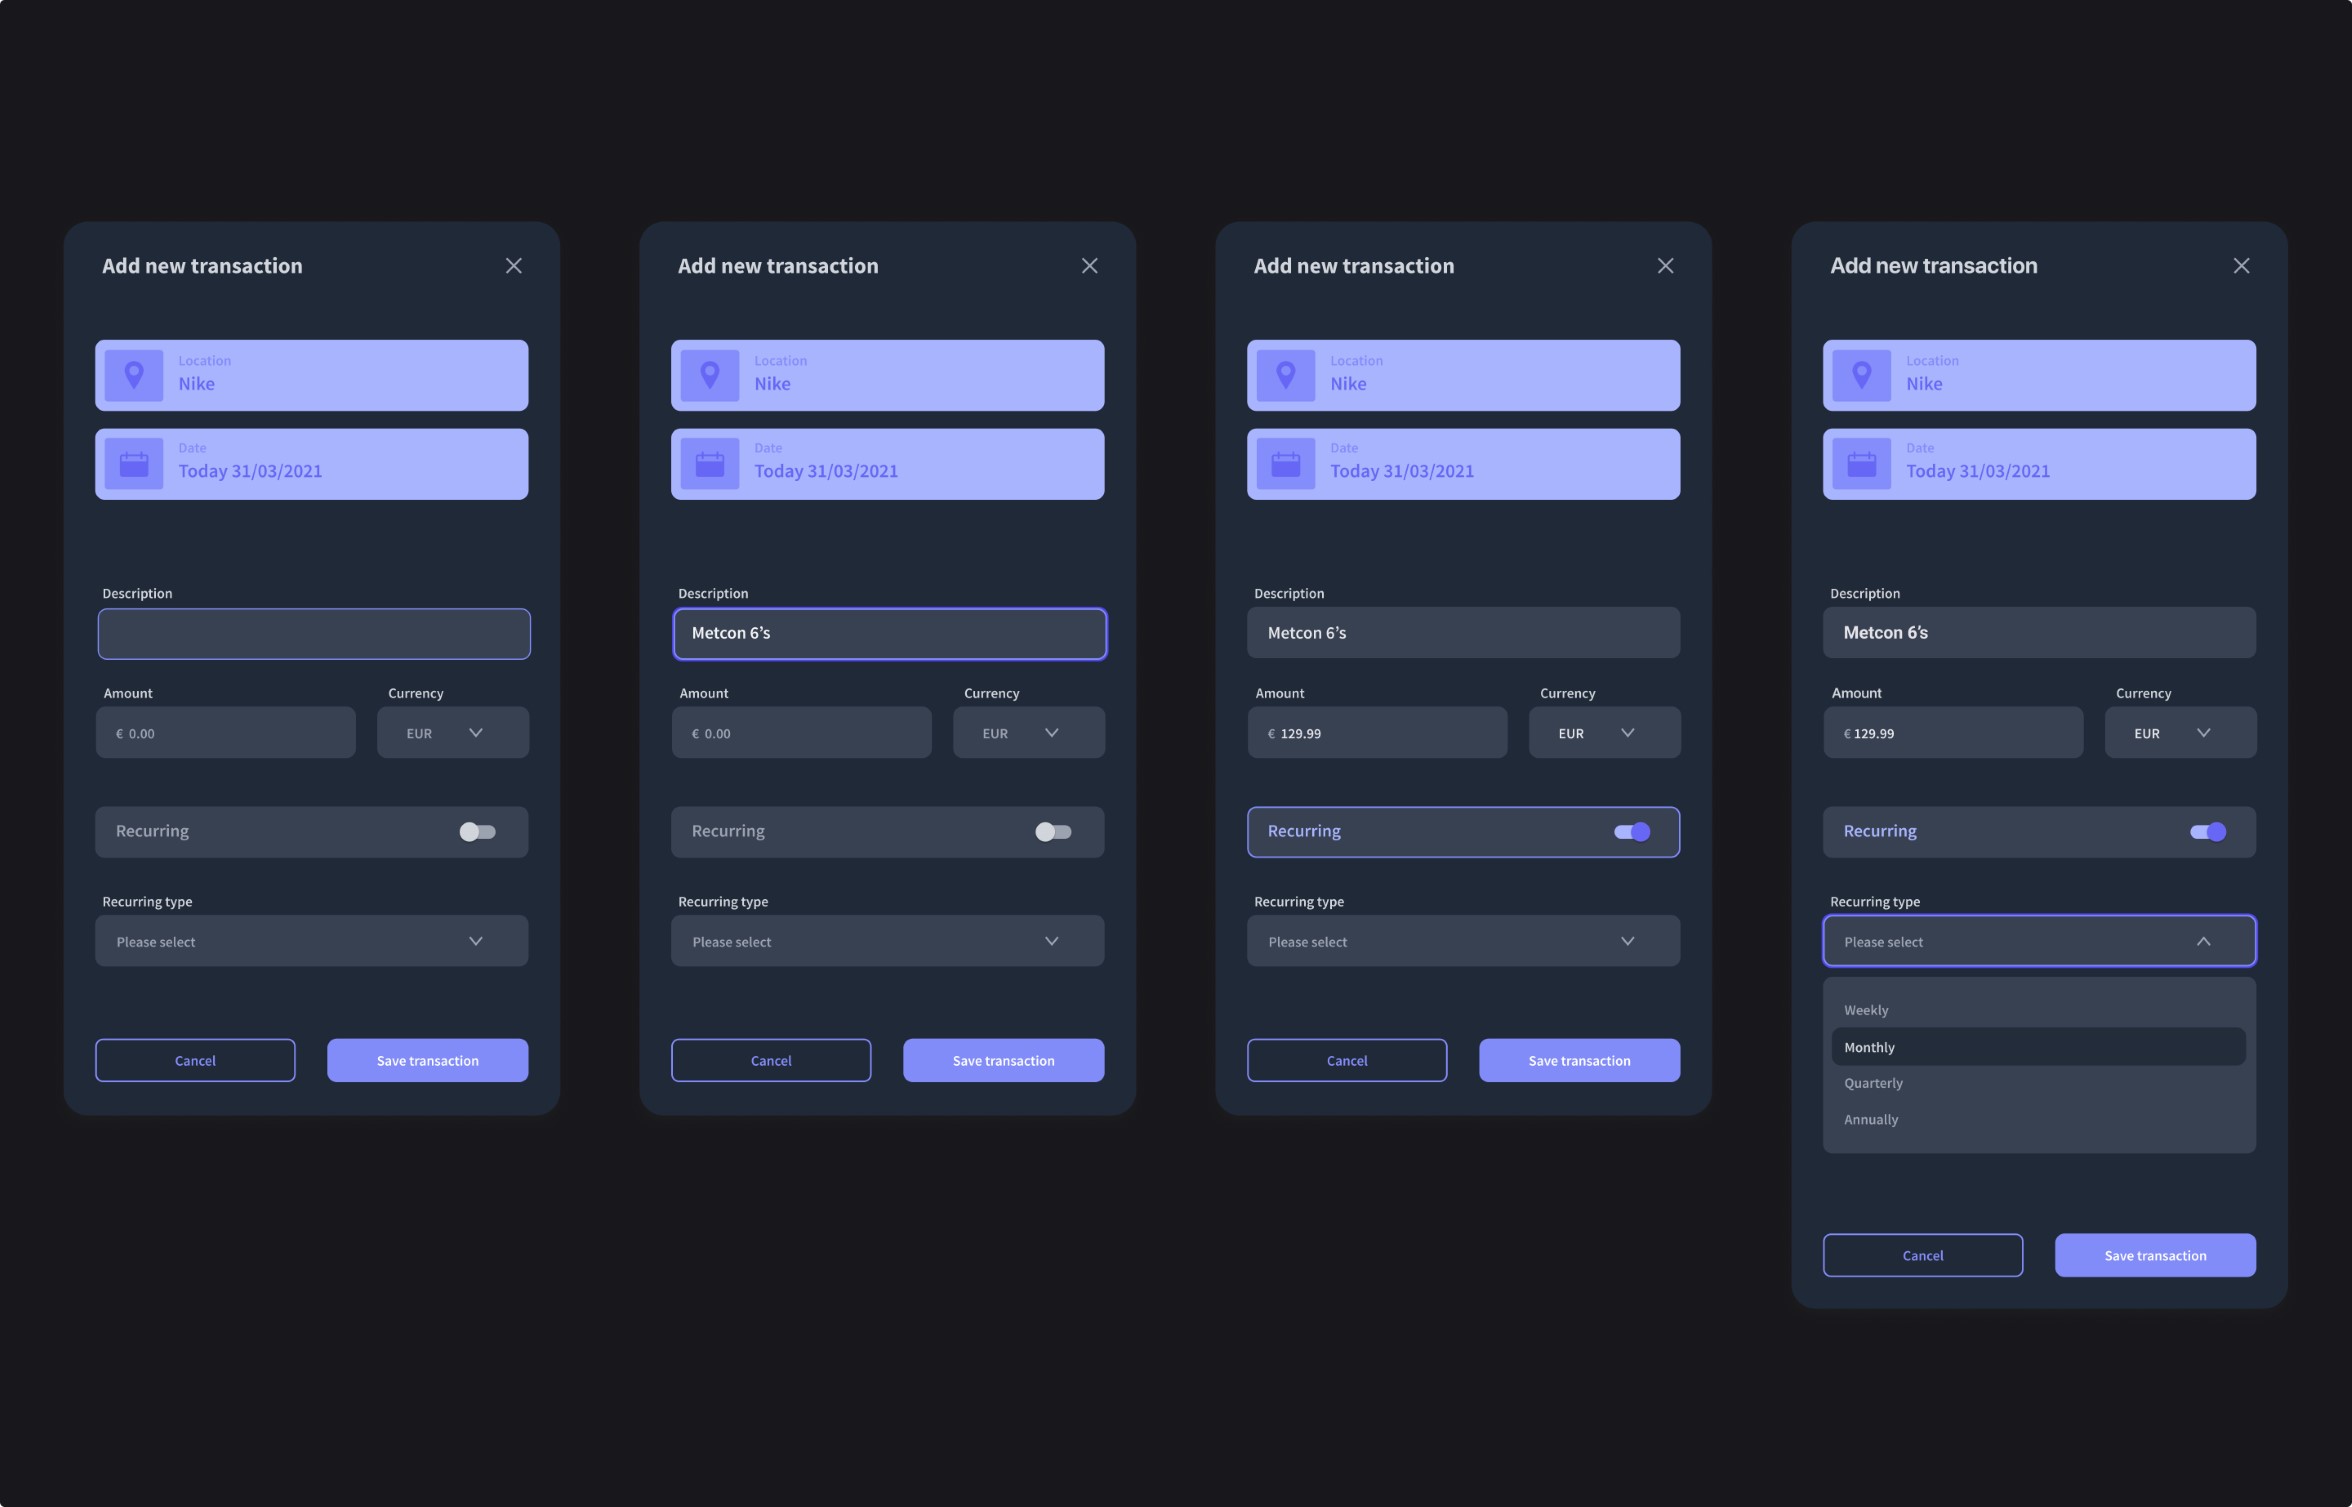 Add new transaction
Location
Nike
Date
Today 31/03/2021
Description
Amount
Currency
€ 0.00
EUR
Recurring
Recurring type
Please select
Cancel
Save transaction
Add new transaction
Location
Nike
Date
Today 31/03/2021
Description
Metcon 6’s
Amount
Currency
€ 0.00
EUR
Recurring
Recurring type
Please select
Cancel
Save transaction
Add new transaction
Location
Nike
Date
Today 31/03/2021
Description
Metcon 6’s
Amount
Currency
€ 129.99
EUR
Recurring
Recurring type
Please select
Cancel
Save transaction
Add new transaction
Location
Nike
Date
Today 31/03/2021
Description
Metcon 6’s
Amount
Currency
€ 129.99
EUR
Recurring
Recurring type
Please select
Weekly
Monthly
Quarterly
Annually
Cancel
Save transaction